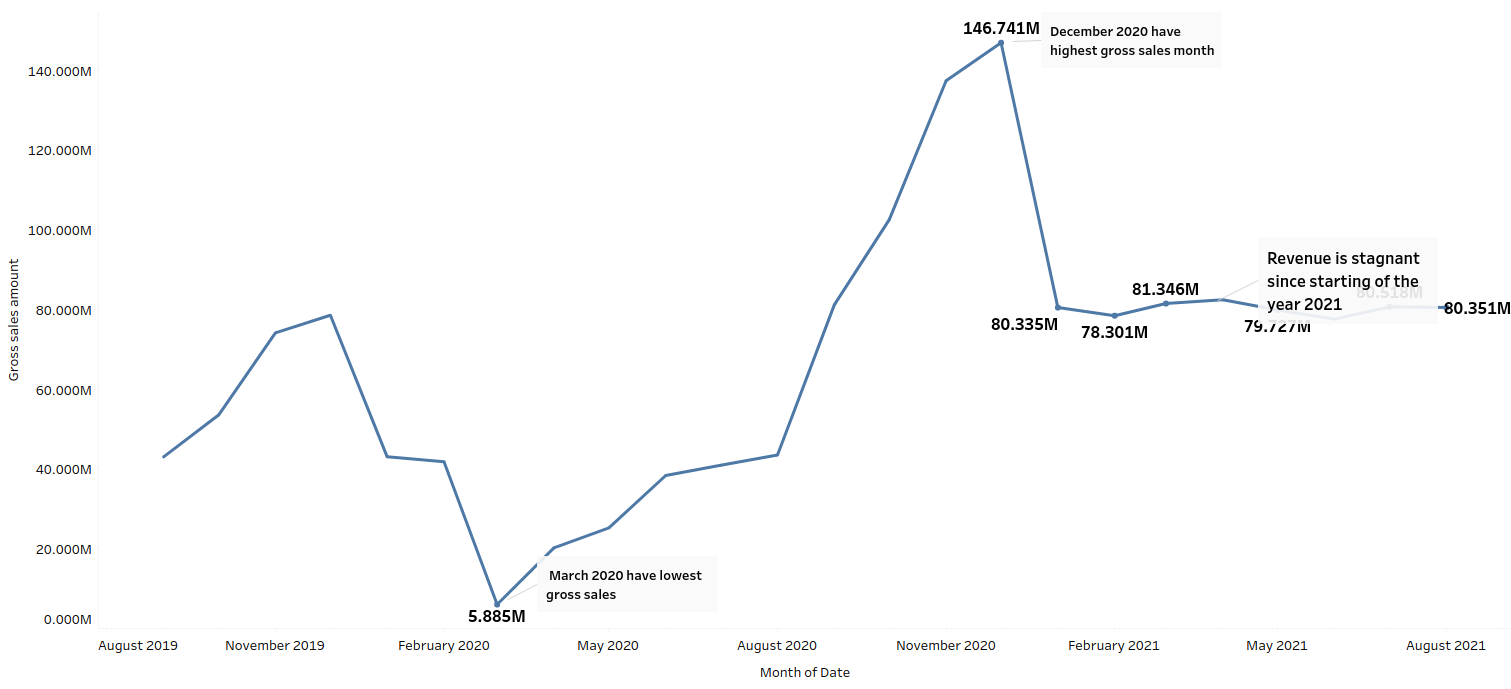 146.741M
December 2020 have
highest gross sales month
140.000M
120.000M
100.000M
80.000M
60.000M
40.000M
20.000M
0.000M
Gross sales amount
Revenue is stagnant
since starting of the
year 2021
81.346M
80.518M
80.351M
80.335M
78.301M
79.727M
March 2020 have lowest
gross sales
5.885M
August 2019
November 2019
February 2020
May 2020
August 2020
November 2020
February 2021
May 2021
August 2021
Month of Date